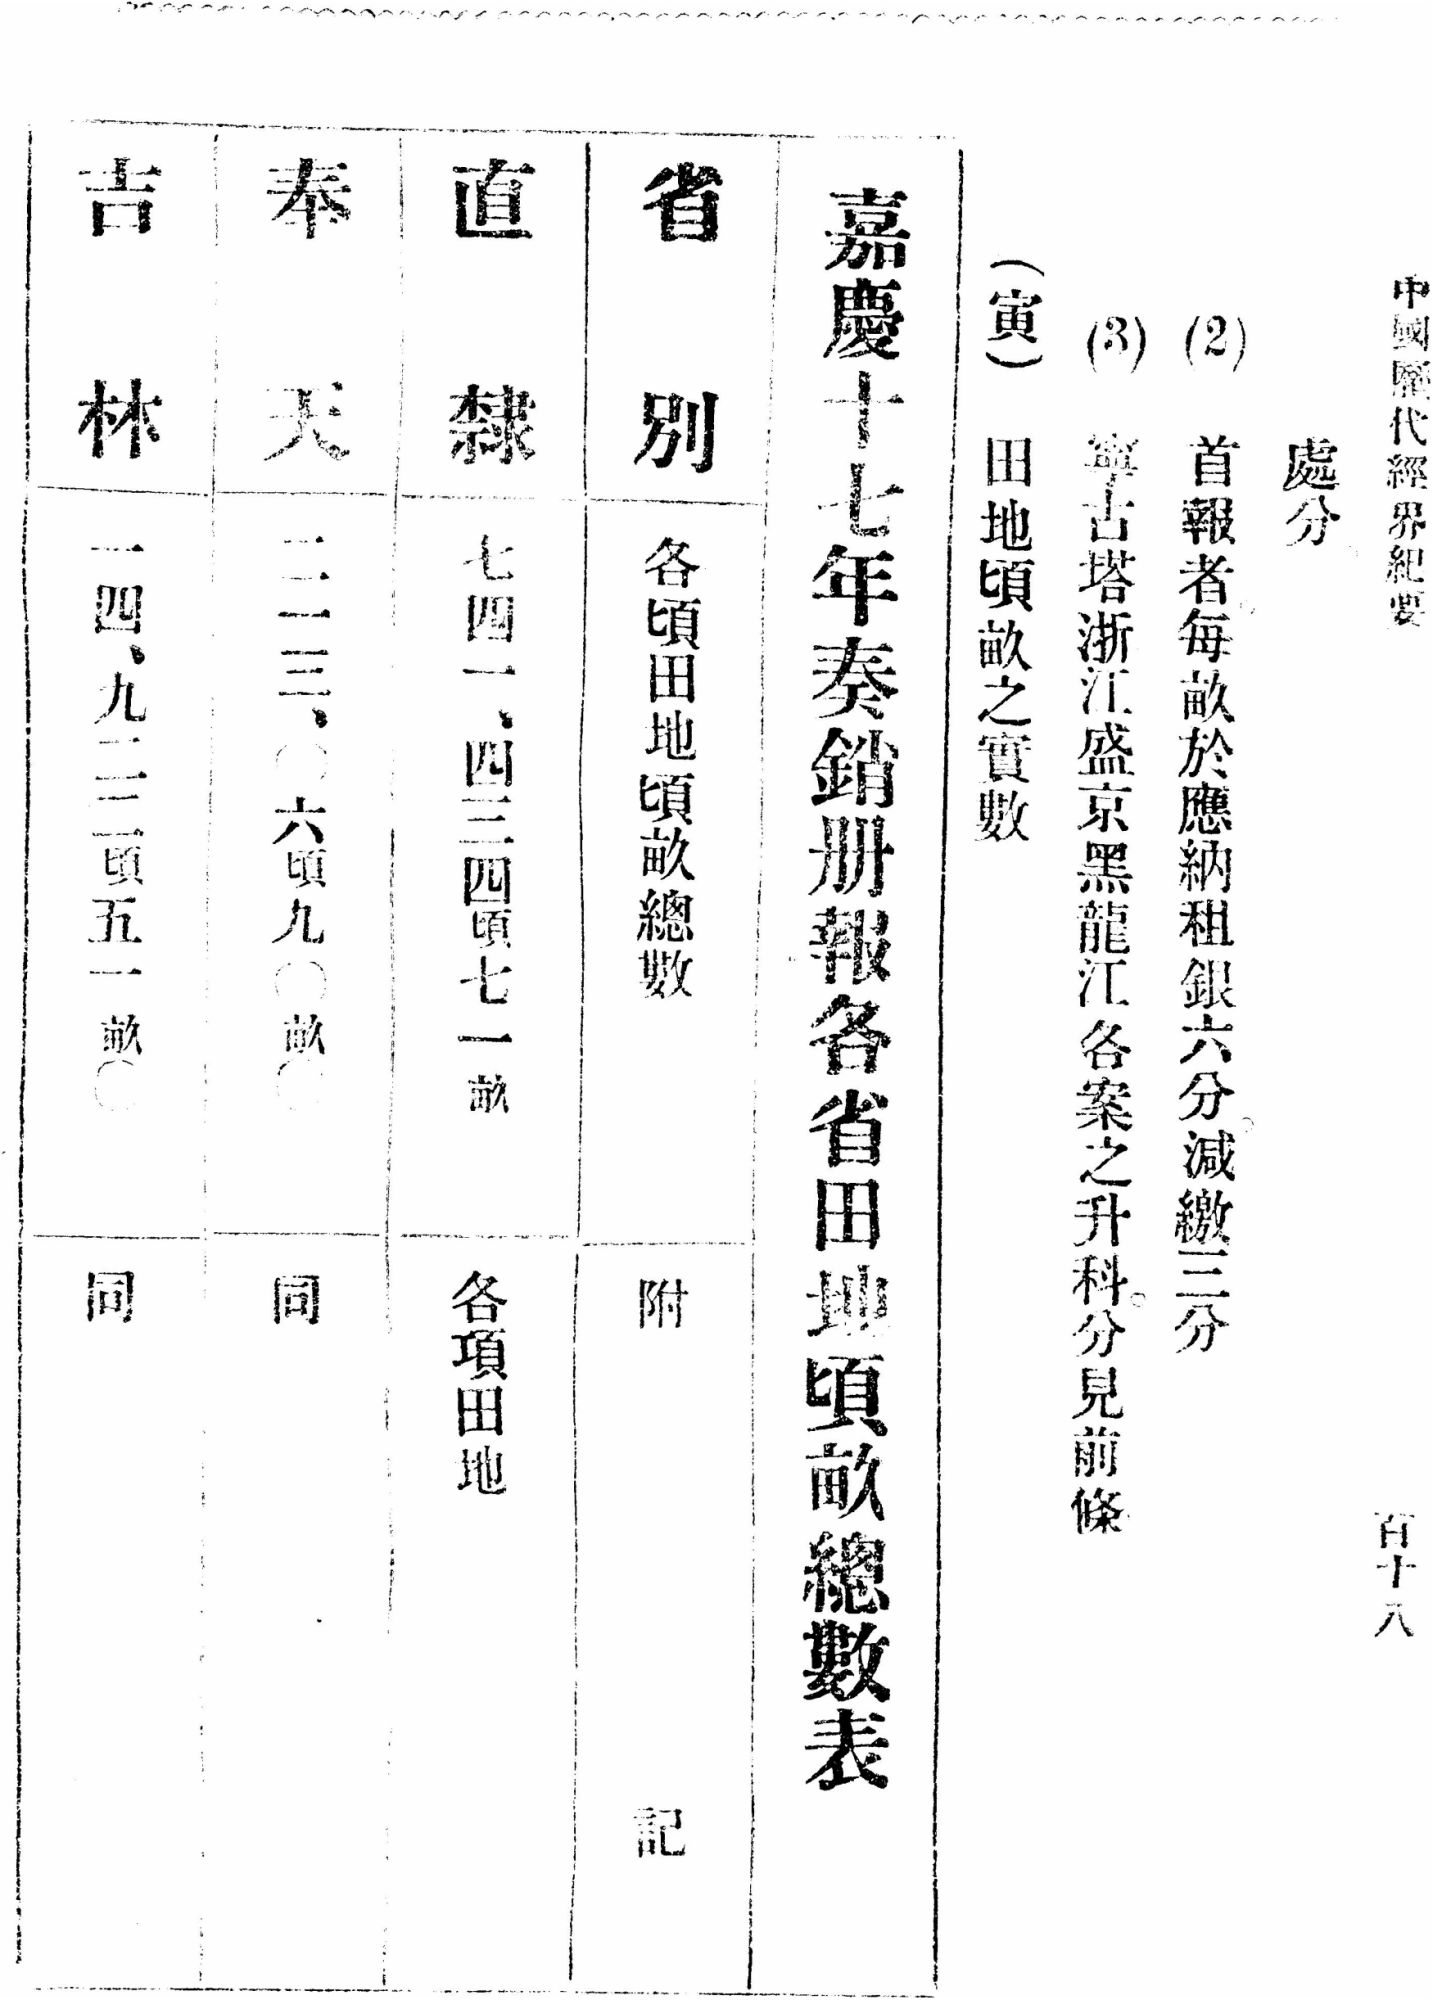 中國歷代經界紀要
百十八
處分
(2) 首報者每畝於應納租銀六分減繳三分
(3) 寧古塔浙江盛京黑龍江各案之升科分見前條
(寅) 田地頃畝之實數
嘉慶十七年奏銷册報各省田地頃畝總數表
省別 各頃田地頃畝總數 附記
直隸 七四一、四三四頃七一畝 各項田地
奉天 二一三、〇六頃九〇畝〇 同
吉林 一四、九二二頃五一畝〇 同